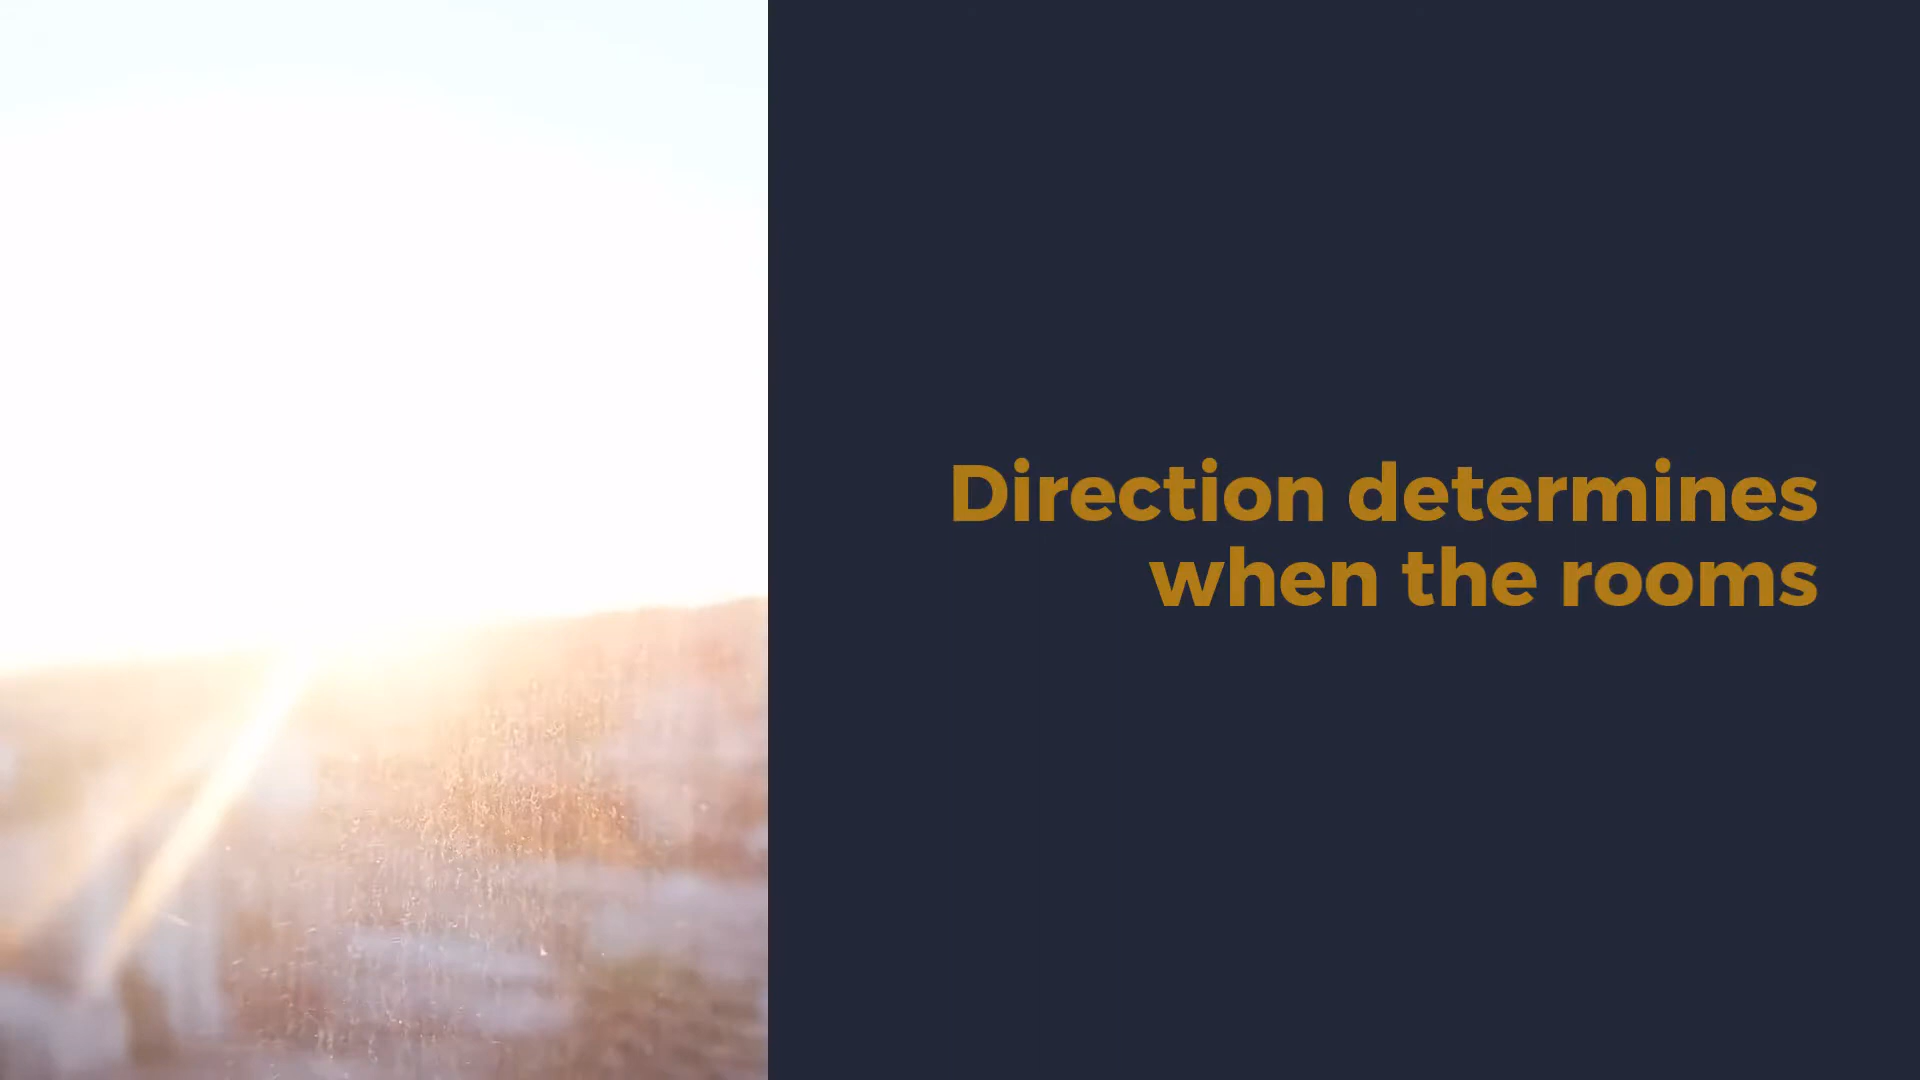 Direction determines
when the rooms